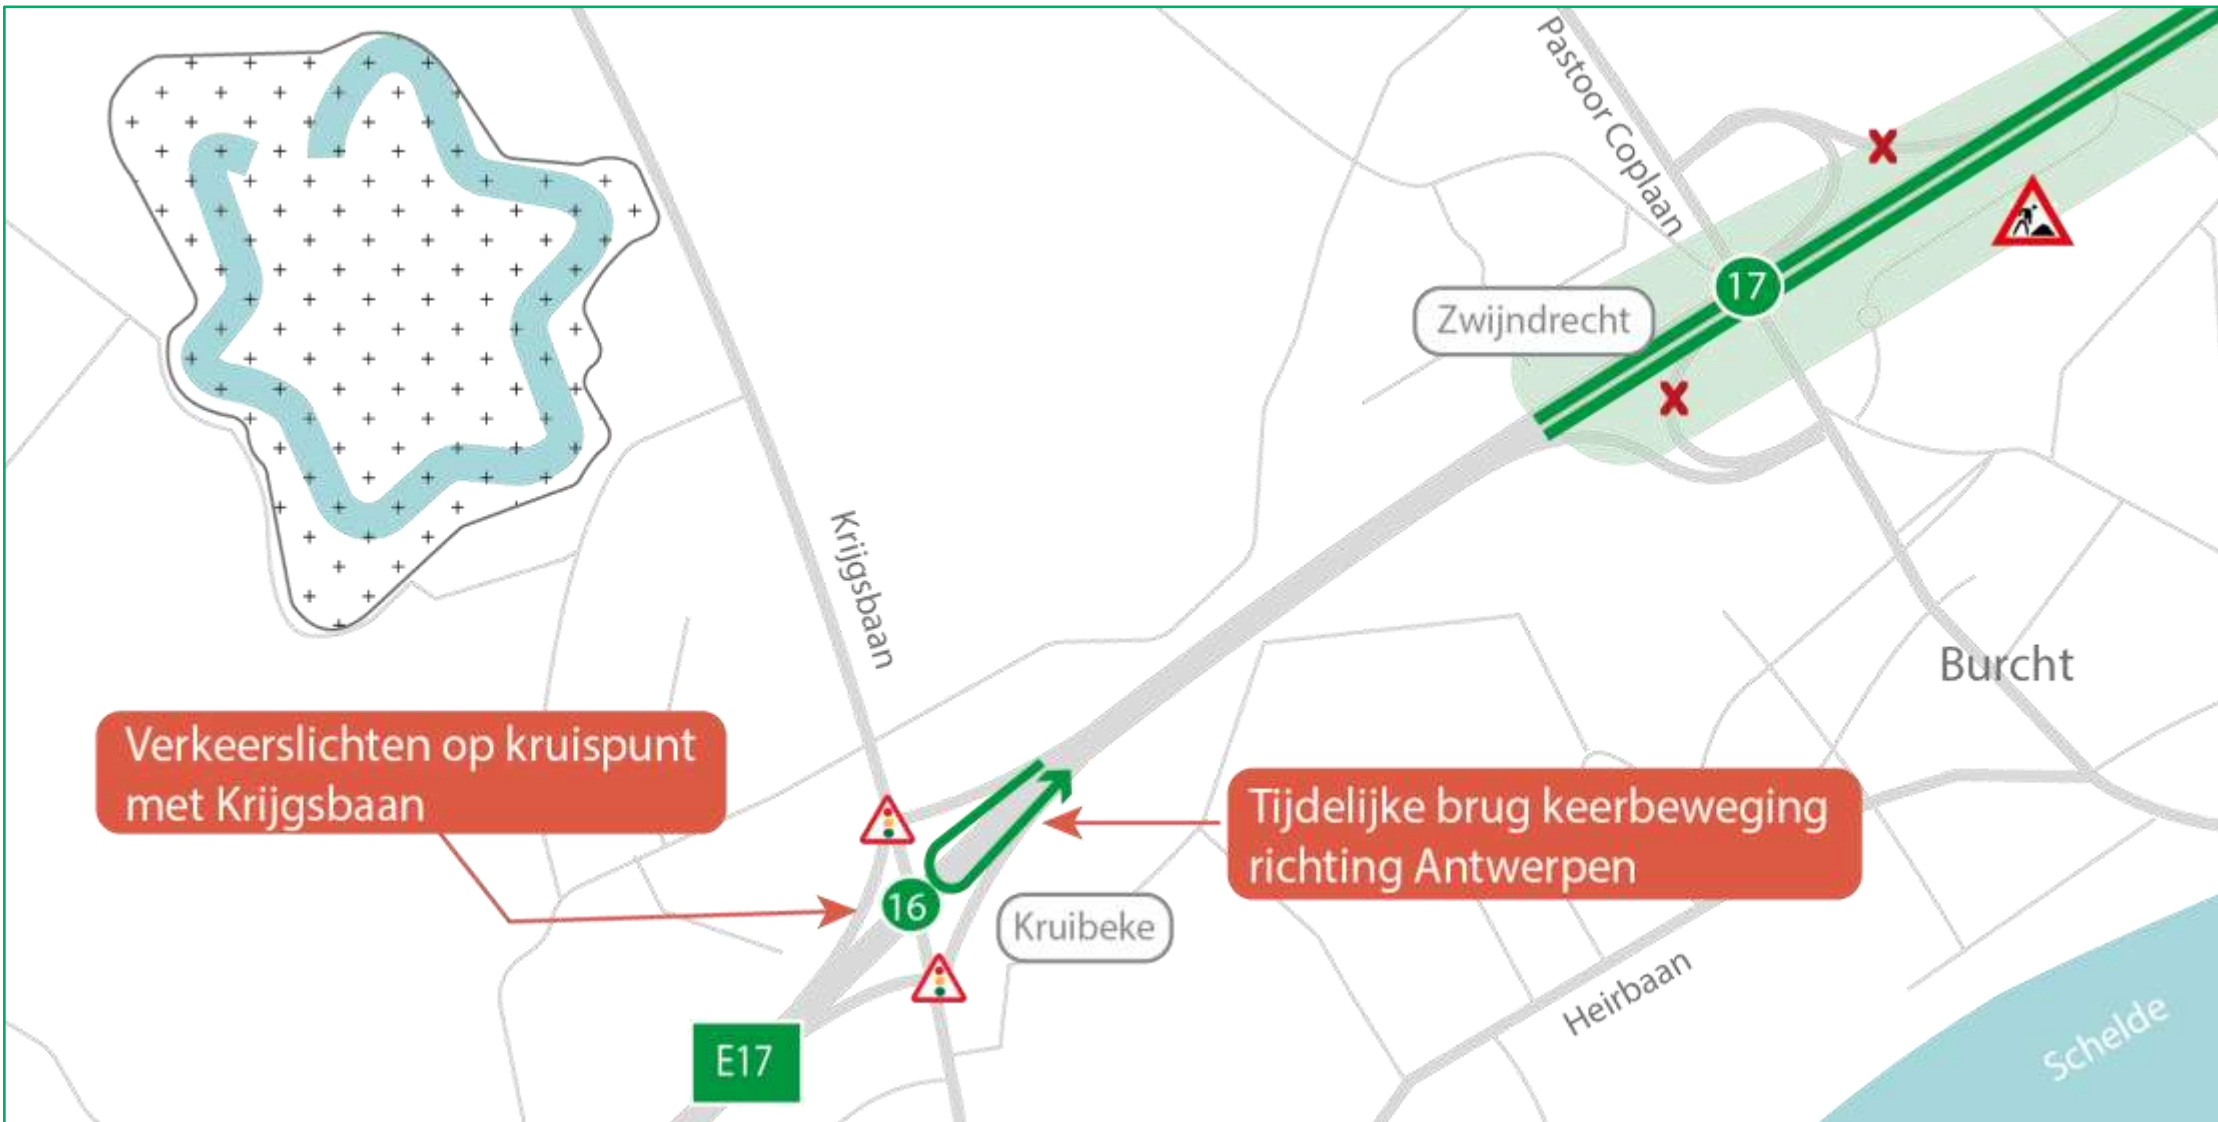 Pastoor Coplaan
17
Zwijndrecht
Krijgsbaan
Burcht
Verkeerslichten op kruispunt
met Krijgsbaan
Tijdelijke brug keerbeweging
richting Antwerpen
16
Kruibeke
Heirbaan
E17
Schelde